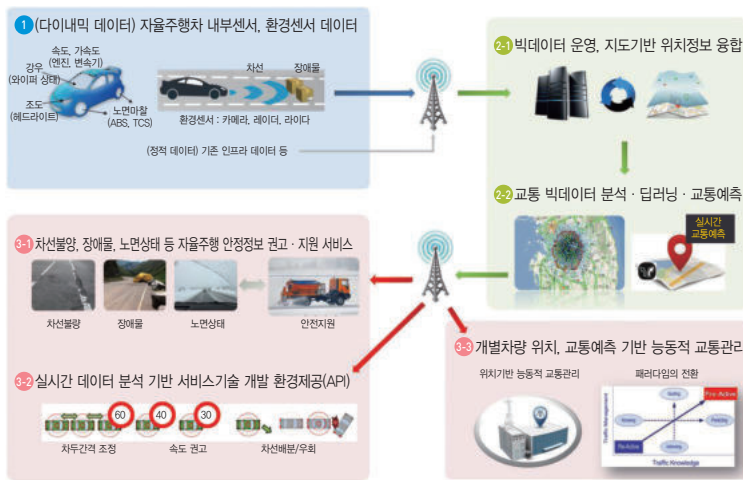 1 (다이내믹 데이터) 자율주행차 내부센서, 환경센서 데이터
속도, 가속도
(엔진, 변속기)
강우
(와이퍼 상태)
조도
(헤드라이트)
노면마찰
(ABS, TCS)
차선
장애물
환경센서 : 카메라, 레이더, 라이다
(정적 데이터) 기존 인프라 데이터 등
2-1 빅데이터 운영, 지도기반 위치정보 융합
2-2 교통 빅데이터 분석 · 딥러닝 · 교통예측
실시간
교통예측
3-1 차선불량, 장애물, 노면상태 등 자율주행 안정정보 권고 · 지원 서비스
차선불량
장애물
노면상태
안전지원
3-2 실시간 데이터 분석 기반 서비스기술 개발 환경제공(API)
60
40
30
차두간격 조정
속도 권고
차선배분/우회
3-3 개별차량 위치, 교통예측 기반 능동적 교통관리
위치기반 능동적 교통관리
패러다임의 전환
Pro-Active
Traffic Management
Re-Active
Traffic Knowledge